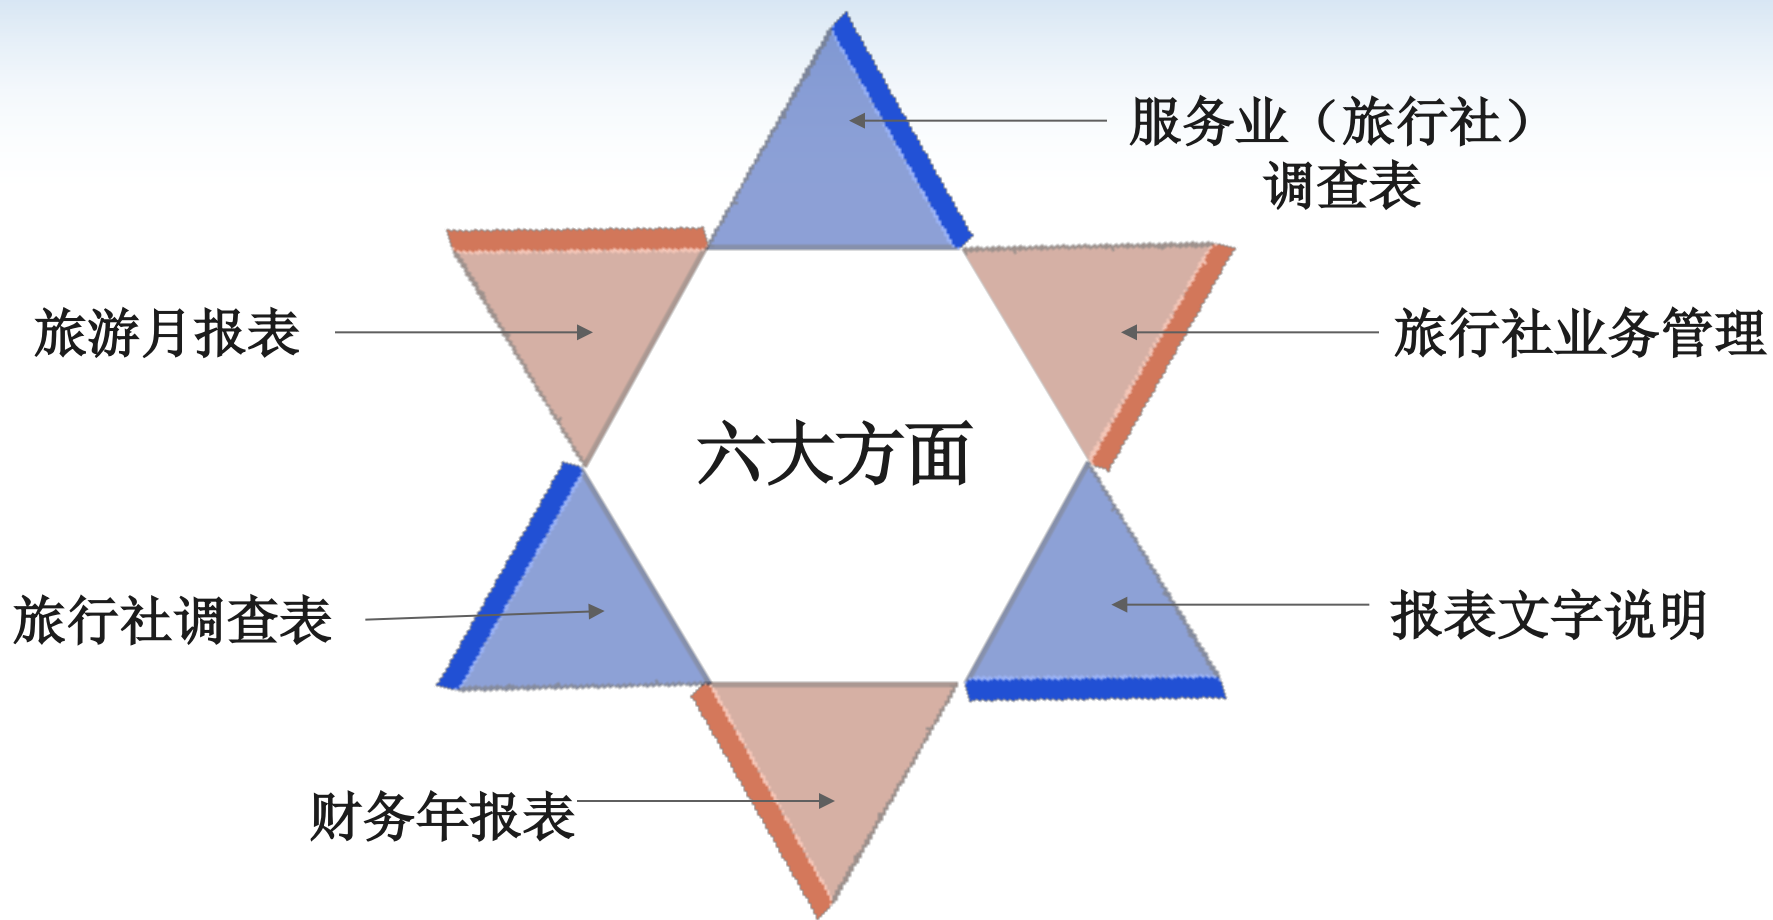 服务业（旅行社）
调查表
旅游月报表
旅行社业务管理
六大方面
旅行社调查表
报表文字说明
财务年报表